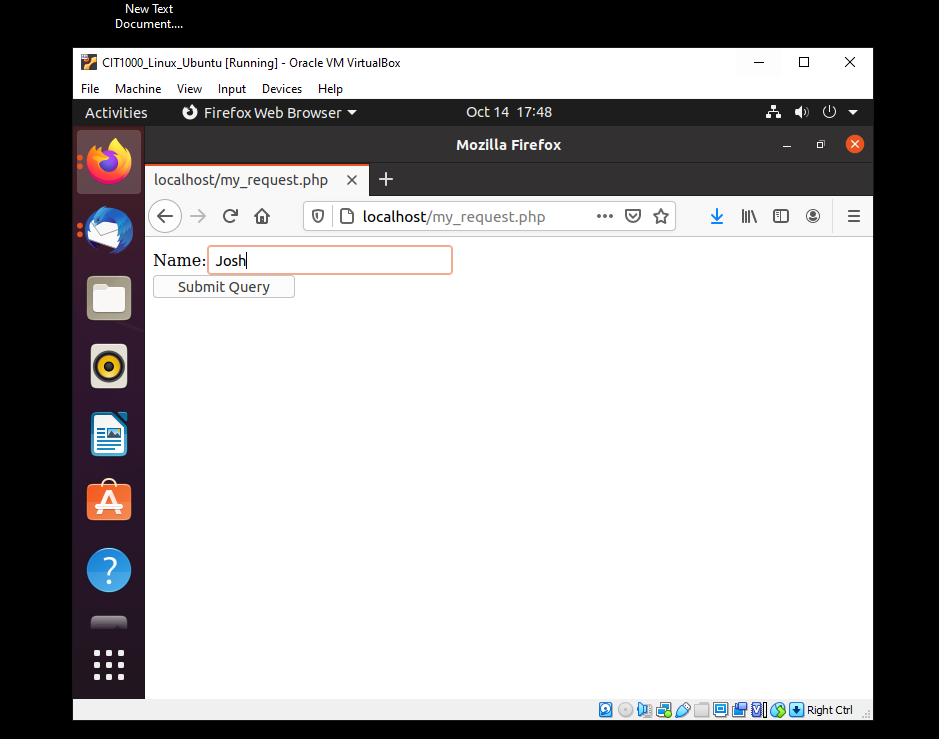 New Text
Document....
CIT1000_Linux_Ubuntu [Running] - Oracle VM VirtualBox
File Machine View Input Devices Help
Activities Firefox Web Browser Oct 14 17:48
Mozilla Firefox
localhost/my_request.php
localhost/my_request.php
Name: Josh
Submit Query
Right Ctrl